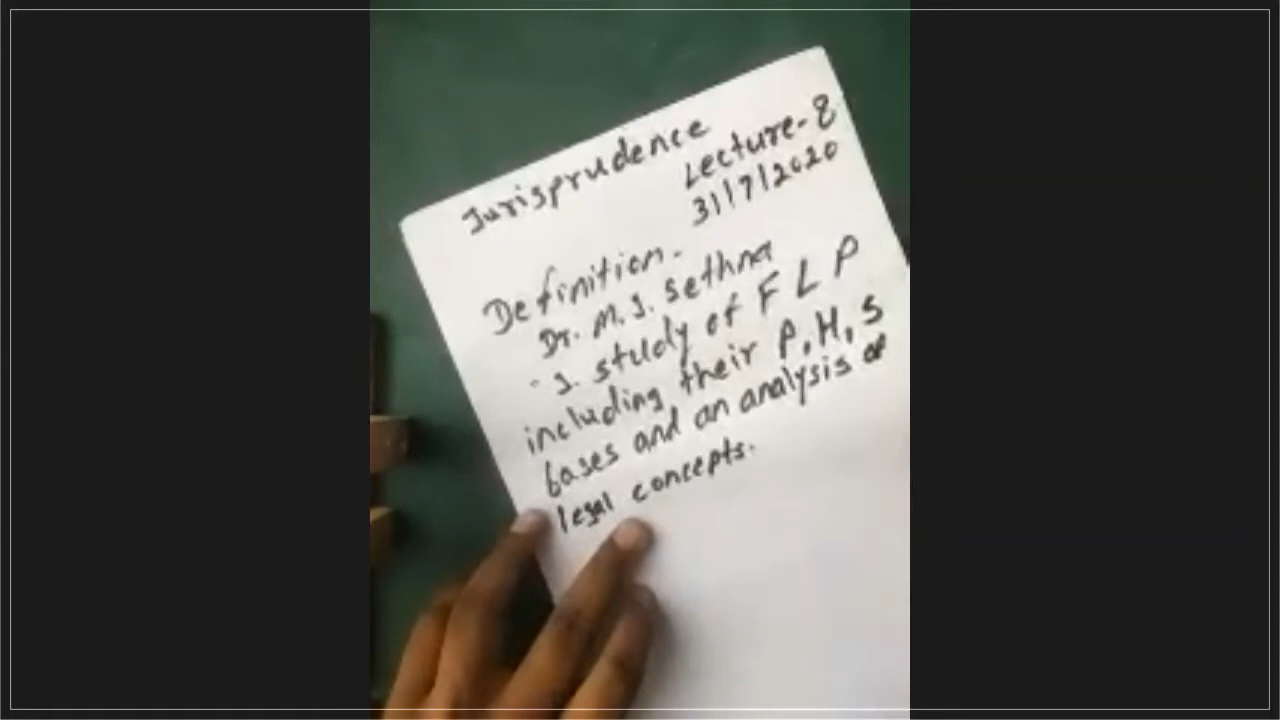 Jurisprudence
Lecture-8
31/7/2020
Definition.
Dr. M.J. Sethna
"J. study of F L P
including their P, H, S
bases and an analysis of
legal concepts.